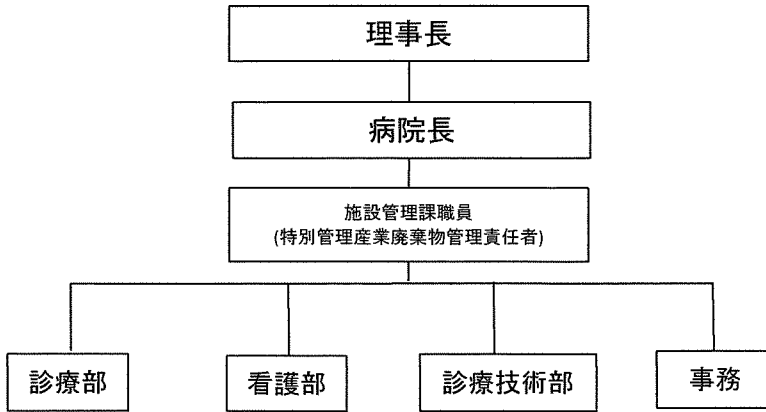 理事長
病院長
施設管理課職員
(特別管理産業廃棄物管理責任者)
診療部
看護部
診療技術部
事務